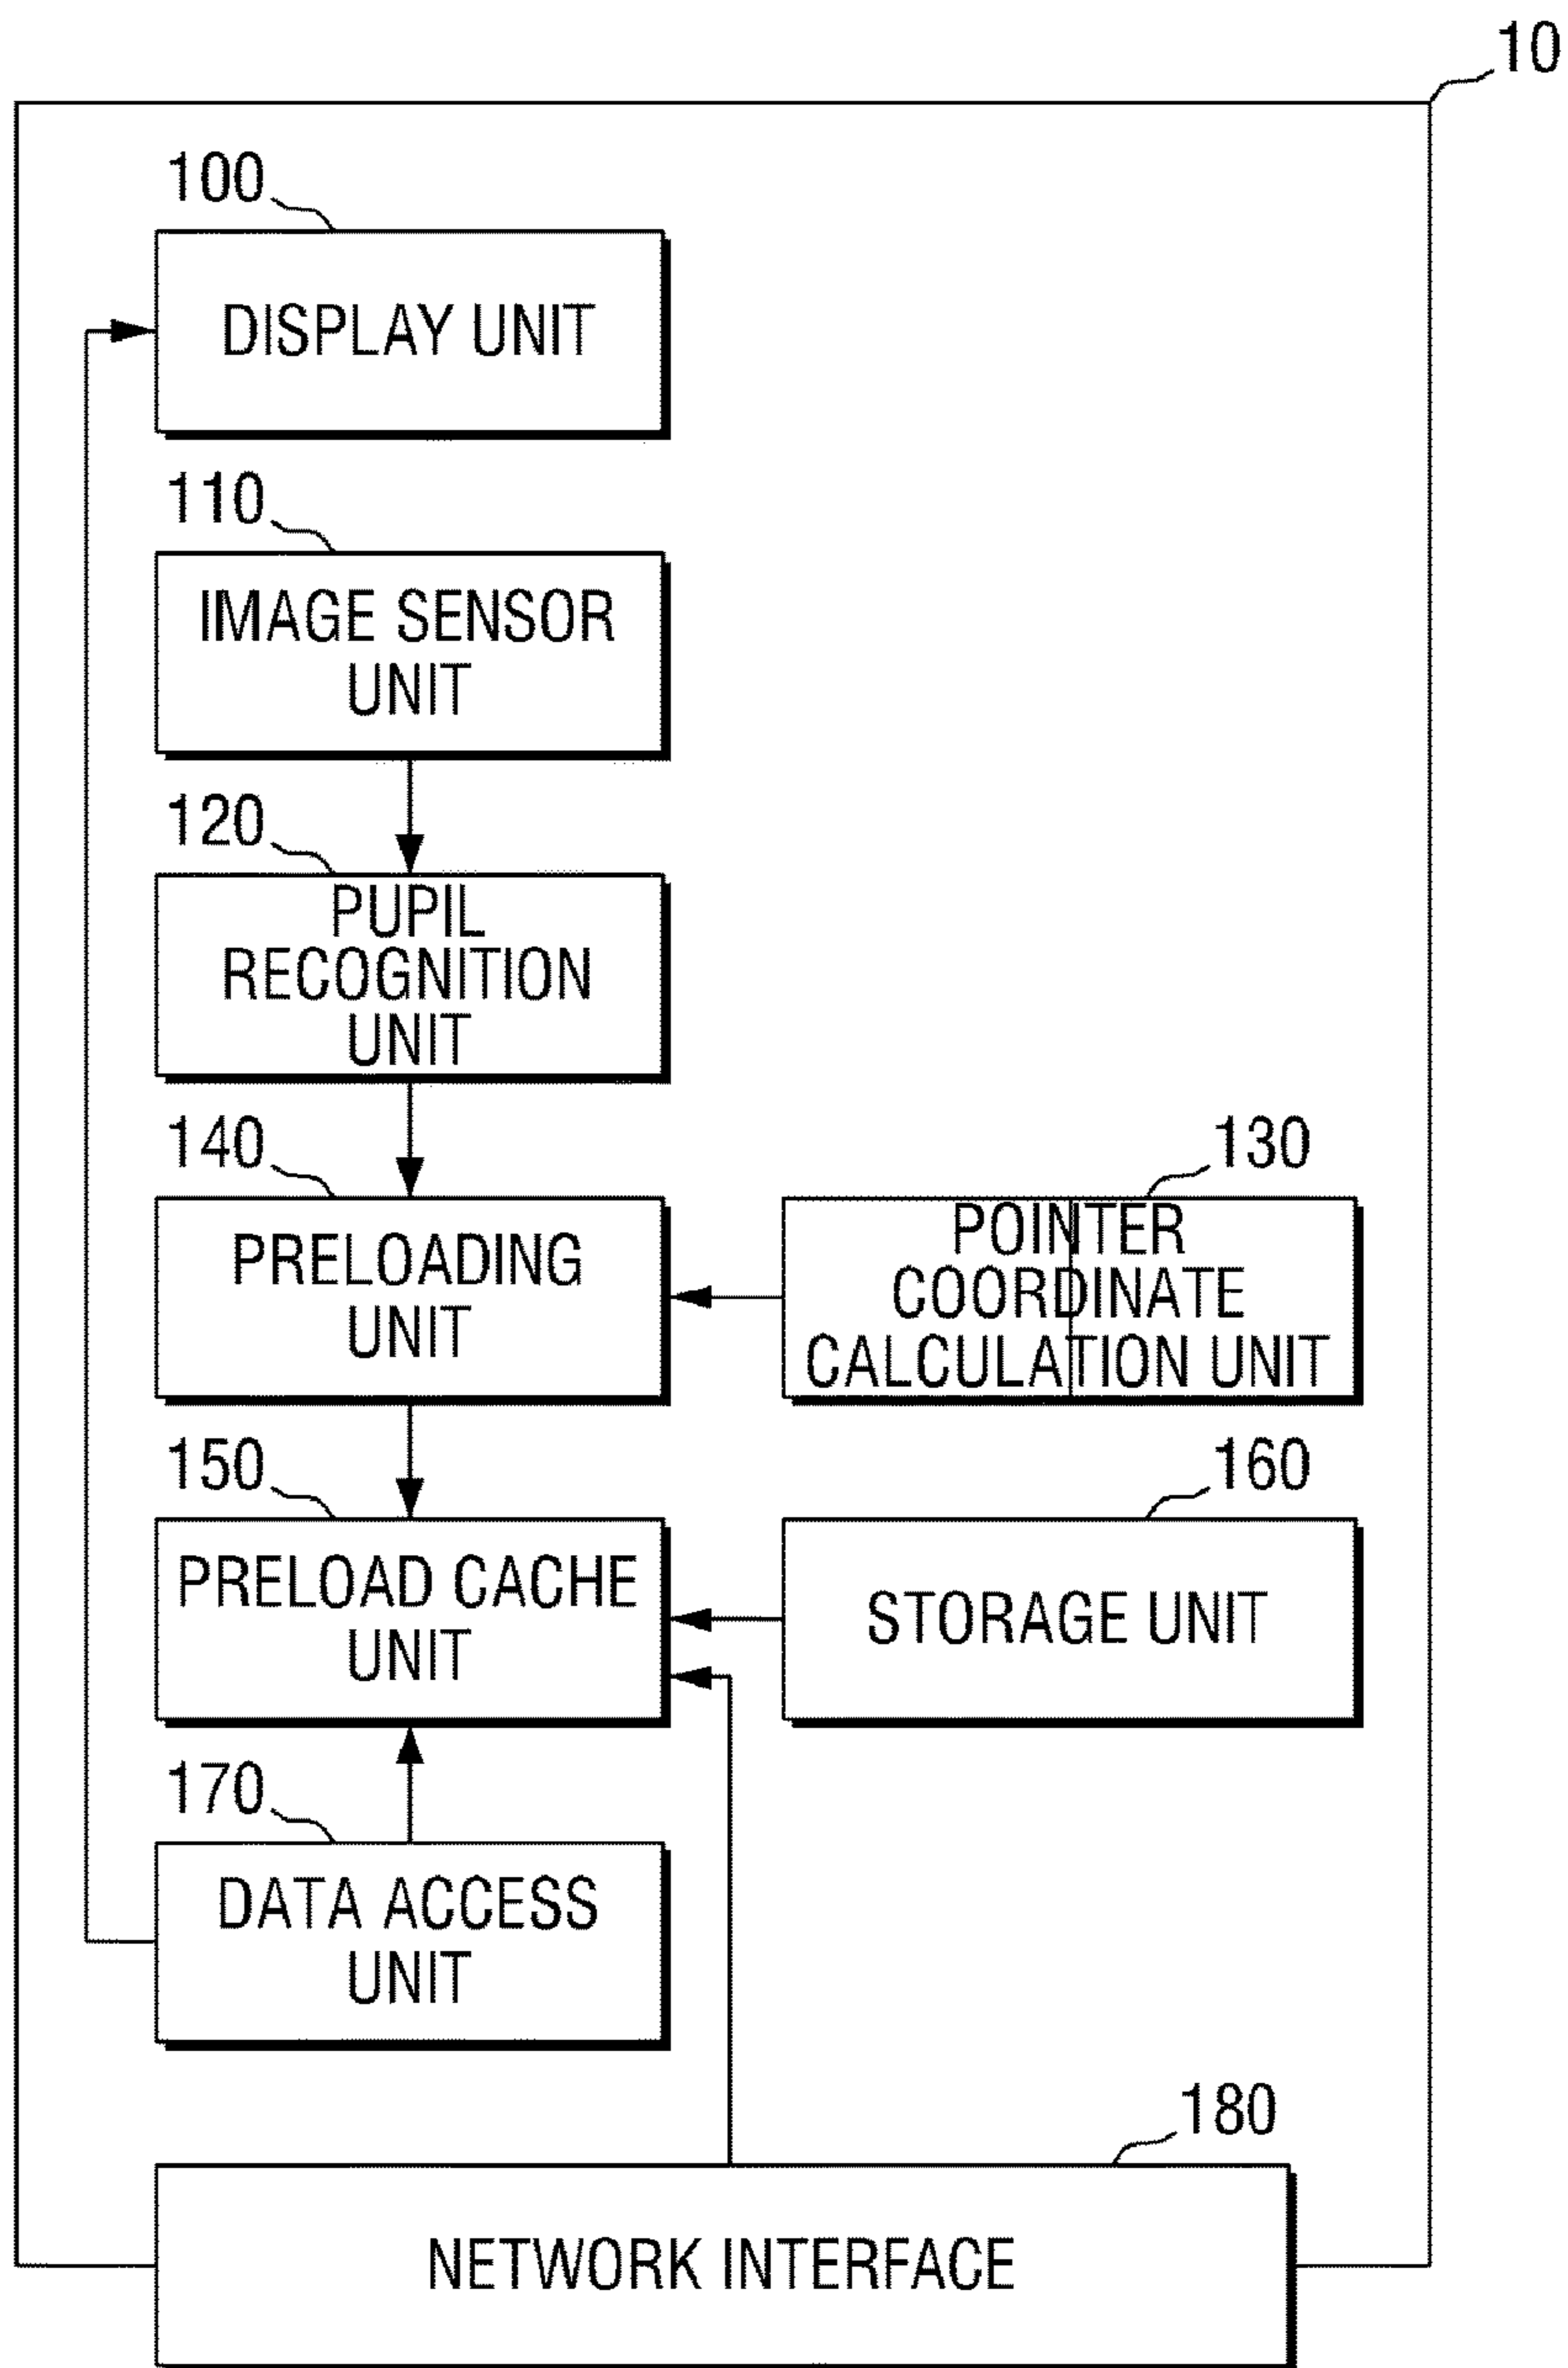 10
100
DISPLAY UNIT
110
IMAGE SENSOR
UNIT
120
PUPIL
RECOGNITION
UNIT
140
PRELOADING
UNIT
130
POINTER
COORDINATE
CALCULATION UNIT
150
PRELOAD CACHE
UNIT
160
STORAGE UNIT
170
DATA ACCESS
UNIT
180
NETWORK INTERFACE